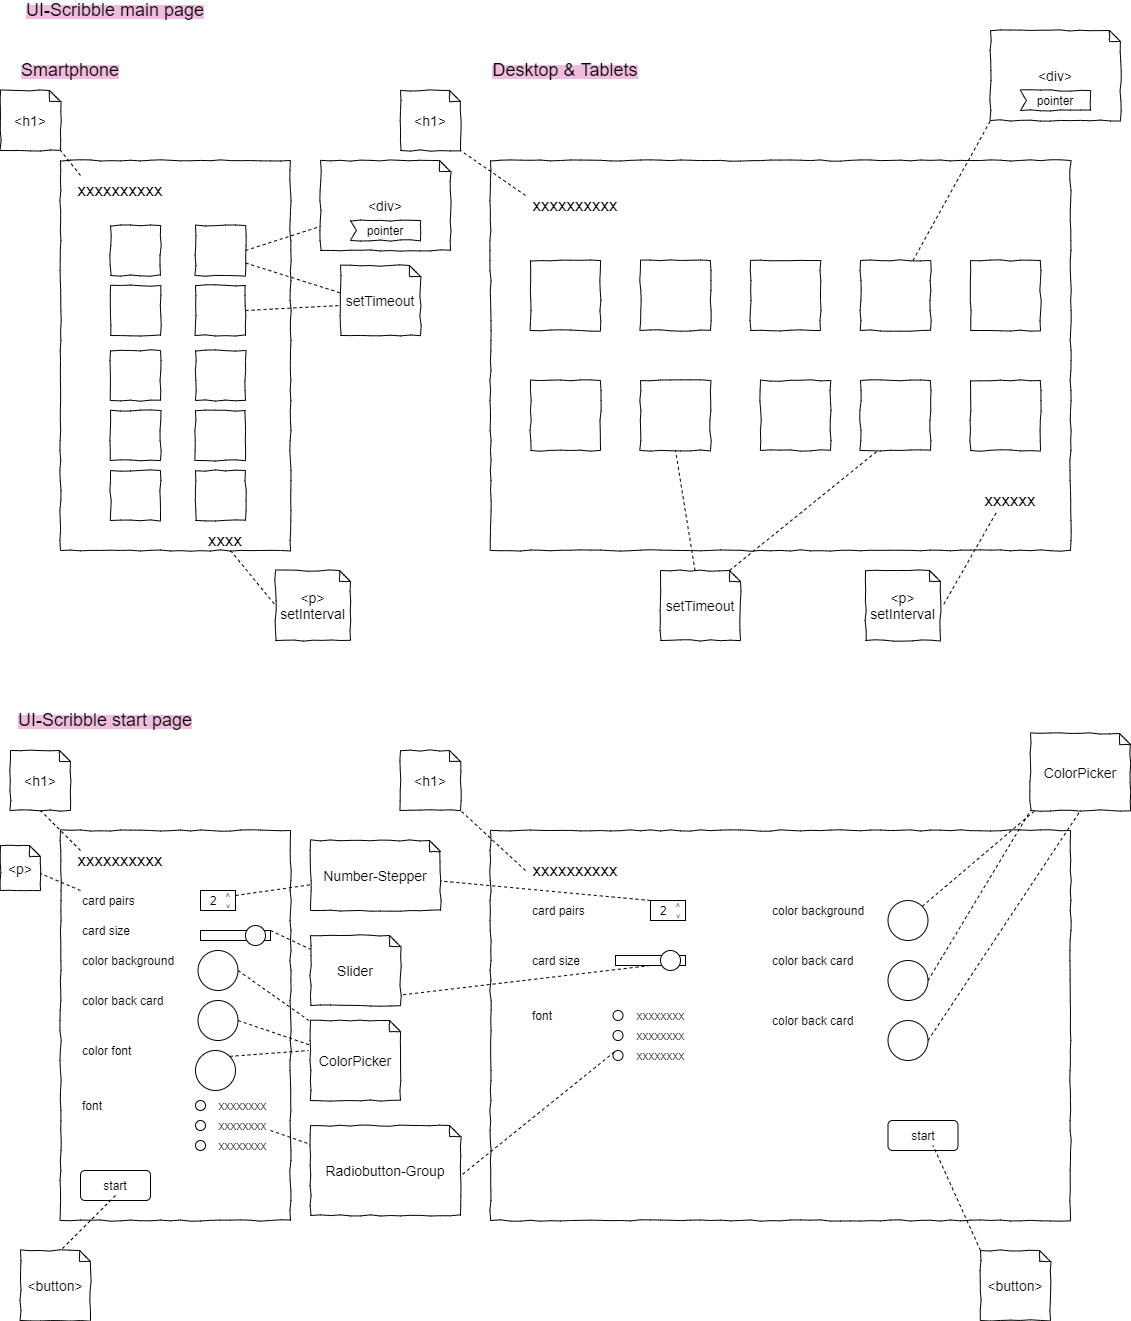 UI-Scribble main page
Smartphone
Desktop & Tablets
<div>
pointer
<h1>
<h1>
XXXXXXXXXX
<div>
pointer
XXXXXXXXXX
setTimeout
XXXXXX
XXXX
<p>
setInterval
setTimeout
<p>
setInterval
UI-Scribble start page
<h1>
<h1>
ColorPicker
XXXXXXXXXX
<p>
Number-Stepper
XXXXXXXXXX
card pairs
2
card pairs
2
color background
card size
Slider
color background
card size
color back card
color back card
font
XXXXXXXX
XXXXXXXX
XXXXXXXX
color back card
color font
ColorPicker
font
XXXXXXXX
XXXXXXXX
XXXXXXXX
Radiobutton-Group
start
start
<button>
<button>